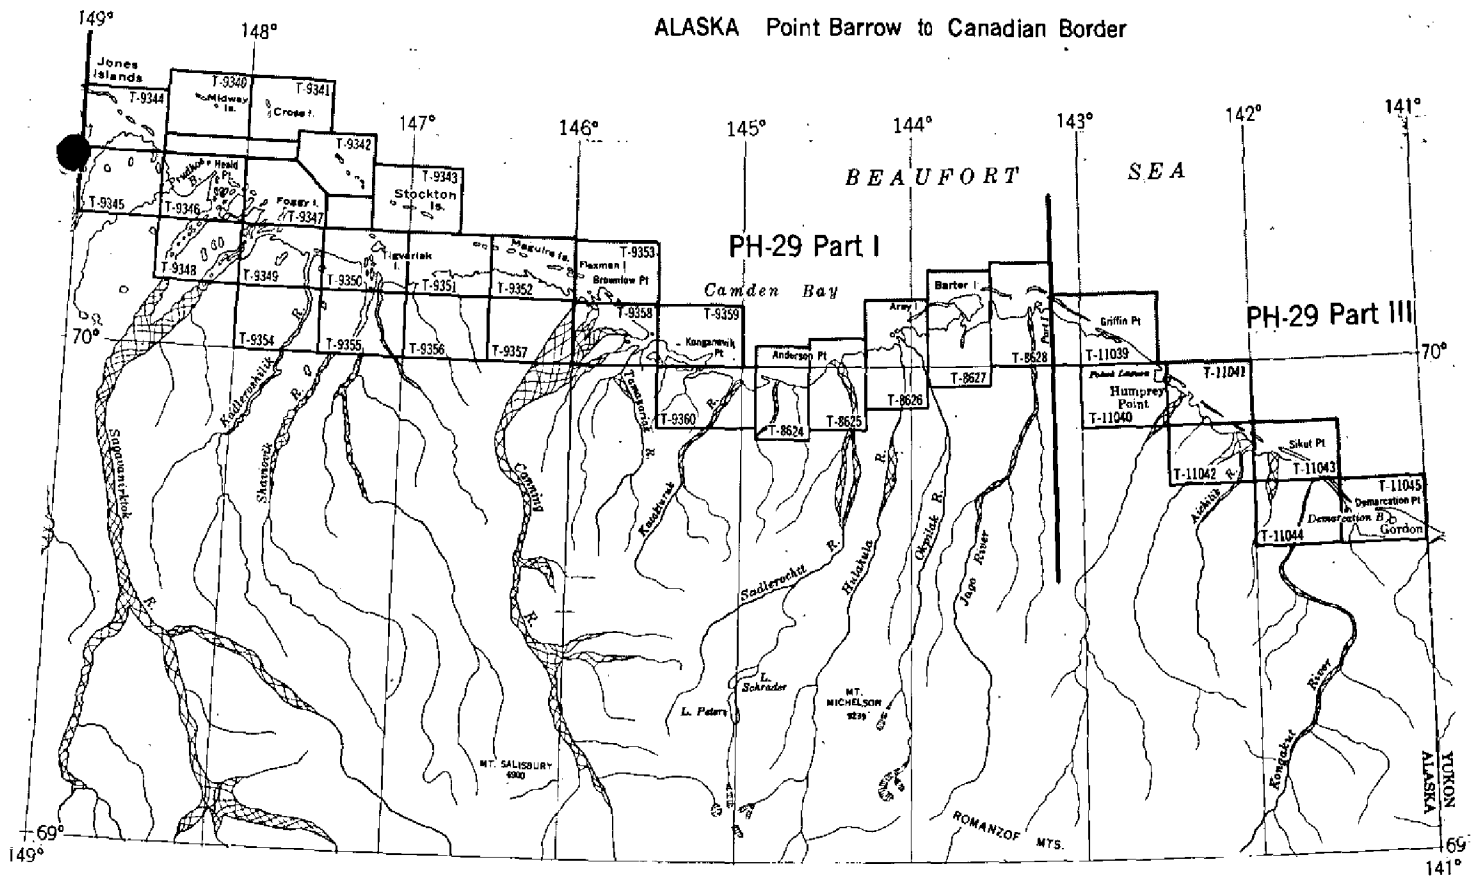 ALASKA Point Barrow to Canadian Border
149°
148°
147°
146°
145°
144°
143°
142°
141°
Jones
Islands
T-9344
T-9340
Midway
Is.
T-9341
Cross I.
T-9342
T-9343
Stockton
Is.
BEAUFORT SEA
Prudhoe
B.
Heald
Pt
T-9345
T-9346
Foggy I.
T-9347
T-9348
T-9349
Tigvariak
I.
T-9350
T-9351
Maguire Is.
T-9352
Flaxman I
T-9353
Brownlow Pt
PH-29 Part I
Camden Bay
T-9354
T-9355
T-9356
T-9357
T-9358
T-9359
Konganevik
Pt
T-9360
Anderson Pt
T-8624
T-8625
Arey I
T-8626
Barter I
T-8627
T-8628
Griffin Pt
T-11039
PH-29 Part III
70°
70°
Humphrey
Point
T-11040
T-11041
T-11042
Sikut Pt
T-11043
T-11044
T-11045
Demarcation Pt
Demarcation B.
Gordon
Sagavanirktok
R.
Kadleroshilik
R.
Shaviovik
R.
Canning
R.
Tamayariak
R.
Katakturuk
R.
Sadlerochit
R.
Hulahula
R.
Okpilak
R.
Jago River
Aichilik
R.
Kongakut
River
L.
Schrader
L. Peters
MT.
MICHELSON
9239
MT. SALISBURY
6900
ROMANZOF MTS.
YUKON
ALASKA
69°
149°
69°
141°